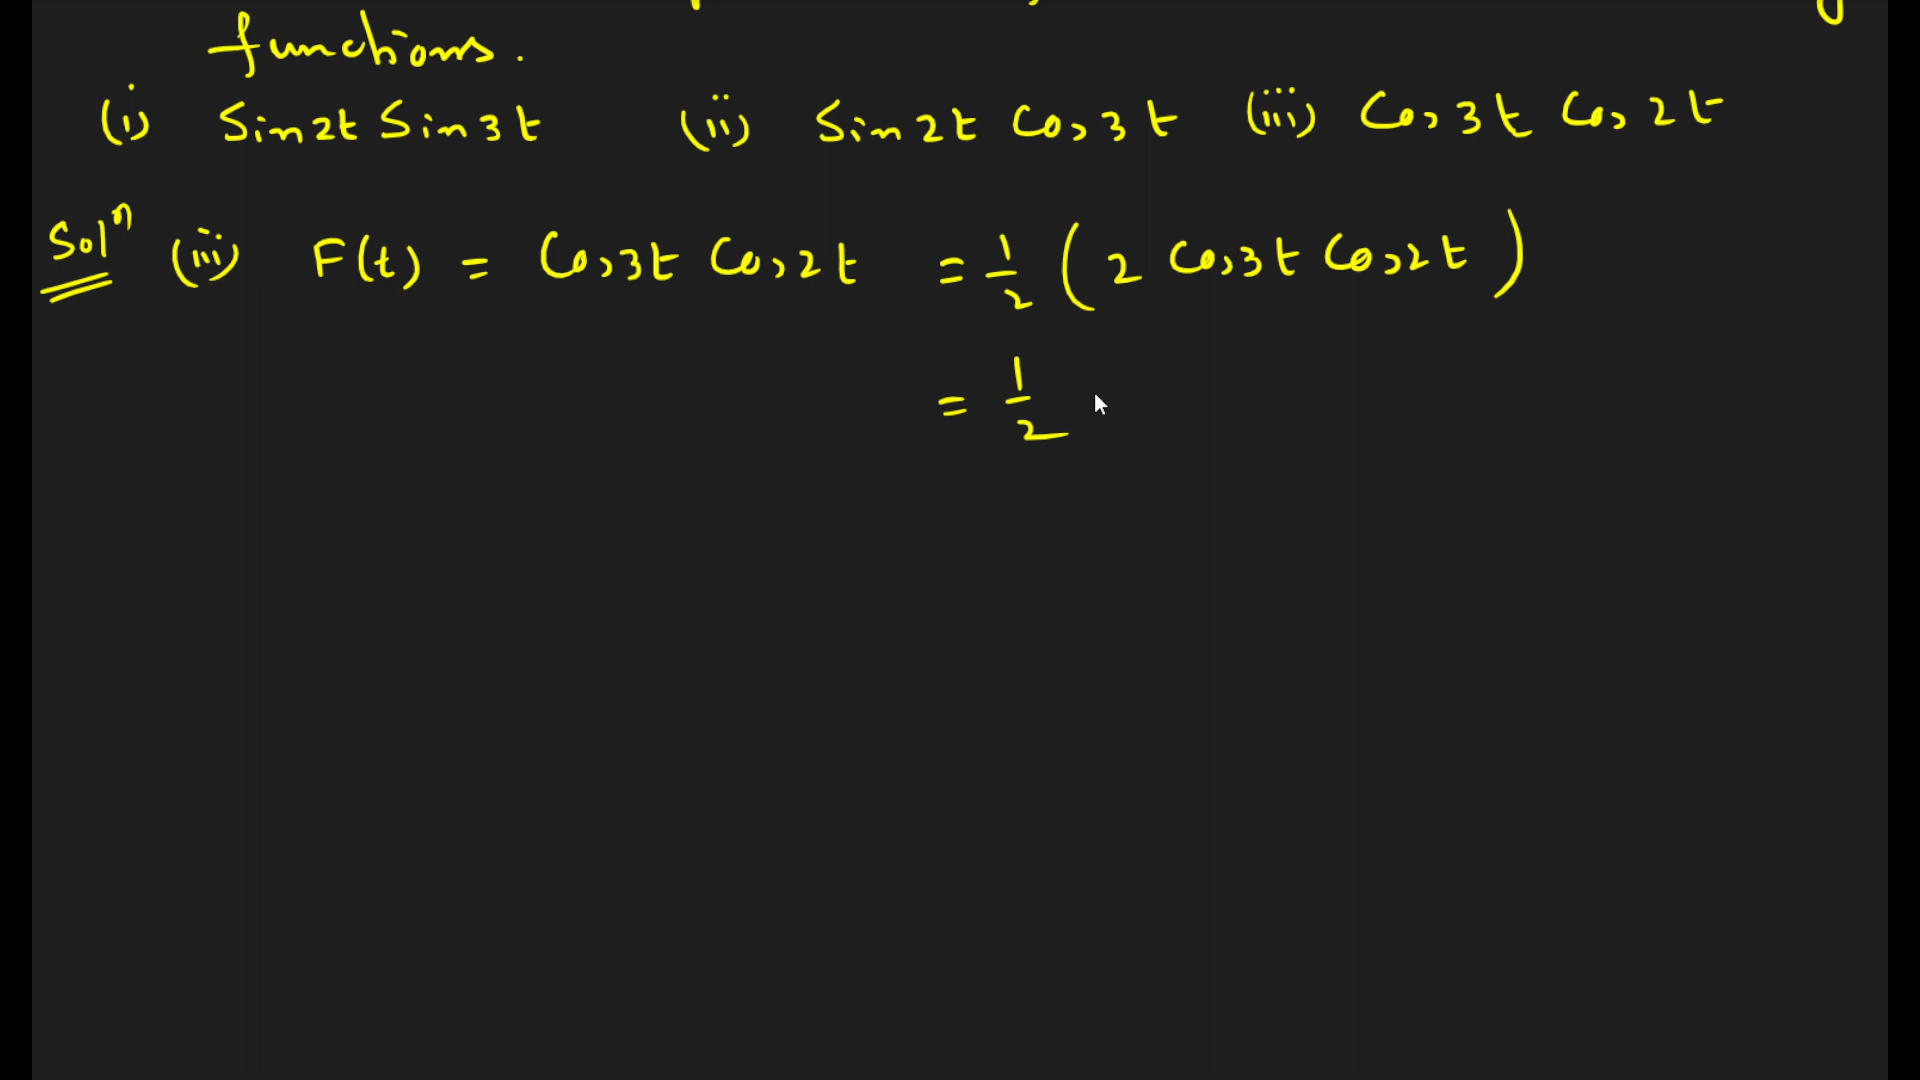 functions.
(i) Sin2t Sin3t (ii) Sin2t Cos3t (iii) Cos3t Cos2t
Solⁿ (iii) F(t) = Cos3t Cos2t = 1/2 (2 Cos3t Cos2t)
= 1/2